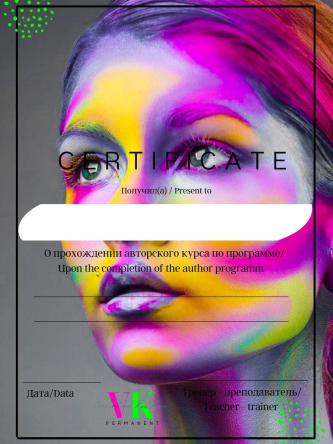 CERTIFICATE
Получил(а) / Present to
О прохождении авторского курса по программе/
Upon the completion of the author programm
Дата/Data
Тренер - преподаватель/
Teacher - trainer
VK
PERMANENT